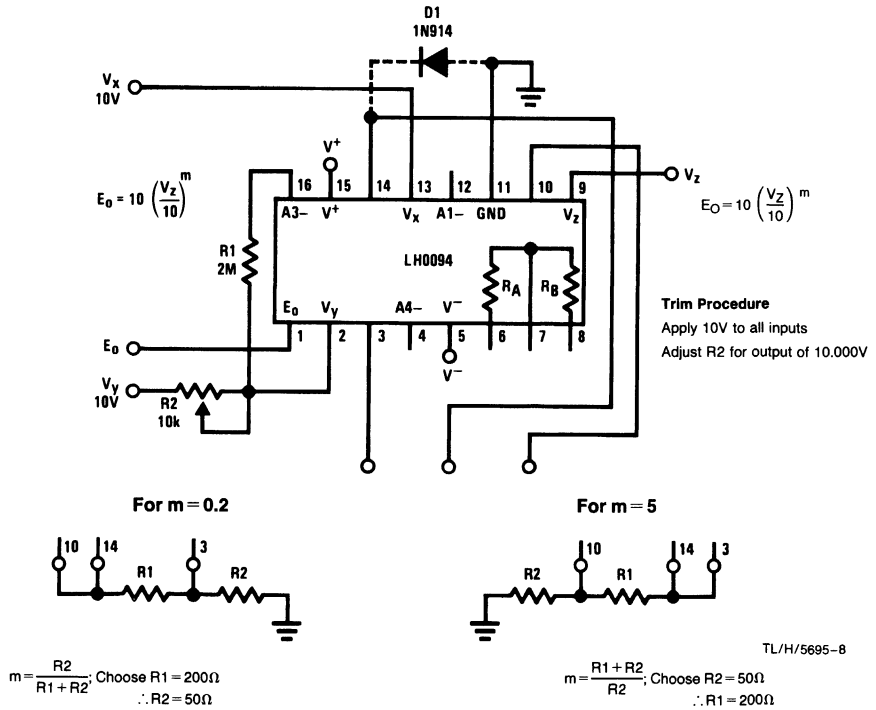 D1
1N914
Vx
10V
V+
16 15 14 13 12 11 10 9
Vz
A3– V+ Vx A1– GND Vz
Eo = 10 (Vz/10)^m
EO = 10 (VZ/10)^m
R1
2M
LH0094
RA RB
Eo Vy A4– V–
1 2 3 4 5 6 7 8
V–
Trim Procedure
Apply 10V to all inputs
Adjust R2 for output of 10.000V
Eo
Vy
10V
R2
10k
For m = 0.2
10 14 3
R1 R2
m = R2/(R1 + R2); Choose R1 = 200Ω
∴ R2 = 50Ω
For m = 5
10 14 3
R2 R1
TL/H/5695–8
m = (R1 + R2)/R2; Choose R2 = 50Ω
∴ R1 = 200Ω